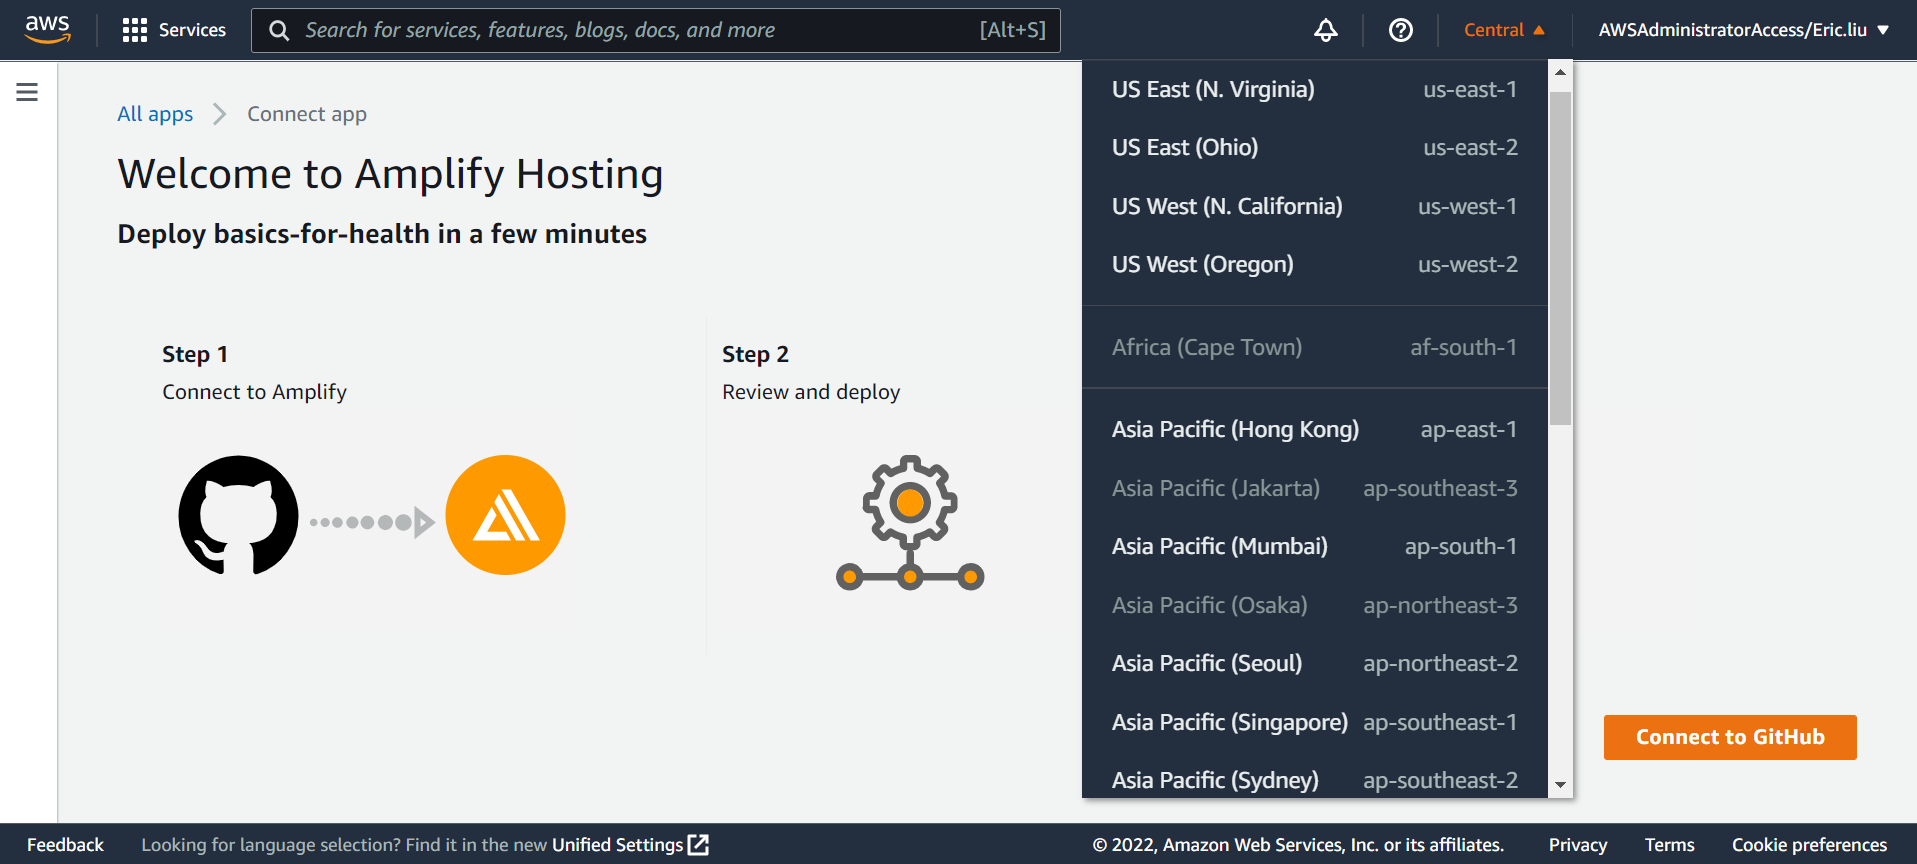 aws Services Search for services, features, blogs, docs, and more [Alt+S] Central AWSAdministratorAccess/Eric.liu
All apps Connect app
Welcome to Amplify Hosting
Deploy basics-for-health in a few minutes
Step 1
Connect to Amplify
Step 2
Review and deploy
US East (N. Virginia) us-east-1
US East (Ohio) us-east-2
US West (N. California) us-west-1
US West (Oregon) us-west-2
Africa (Cape Town) af-south-1
Asia Pacific (Hong Kong) ap-east-1
Asia Pacific (Jakarta) ap-southeast-3
Asia Pacific (Mumbai) ap-south-1
Asia Pacific (Osaka) ap-northeast-3
Asia Pacific (Seoul) ap-northeast-2
Asia Pacific (Singapore) ap-southeast-1
Asia Pacific (Sydney) ap-southeast-2
Connect to GitHub
Feedback Looking for language selection? Find it in the new Unified Settings © 2022, Amazon Web Services, Inc. or its affiliates. Privacy Terms Cookie preferences